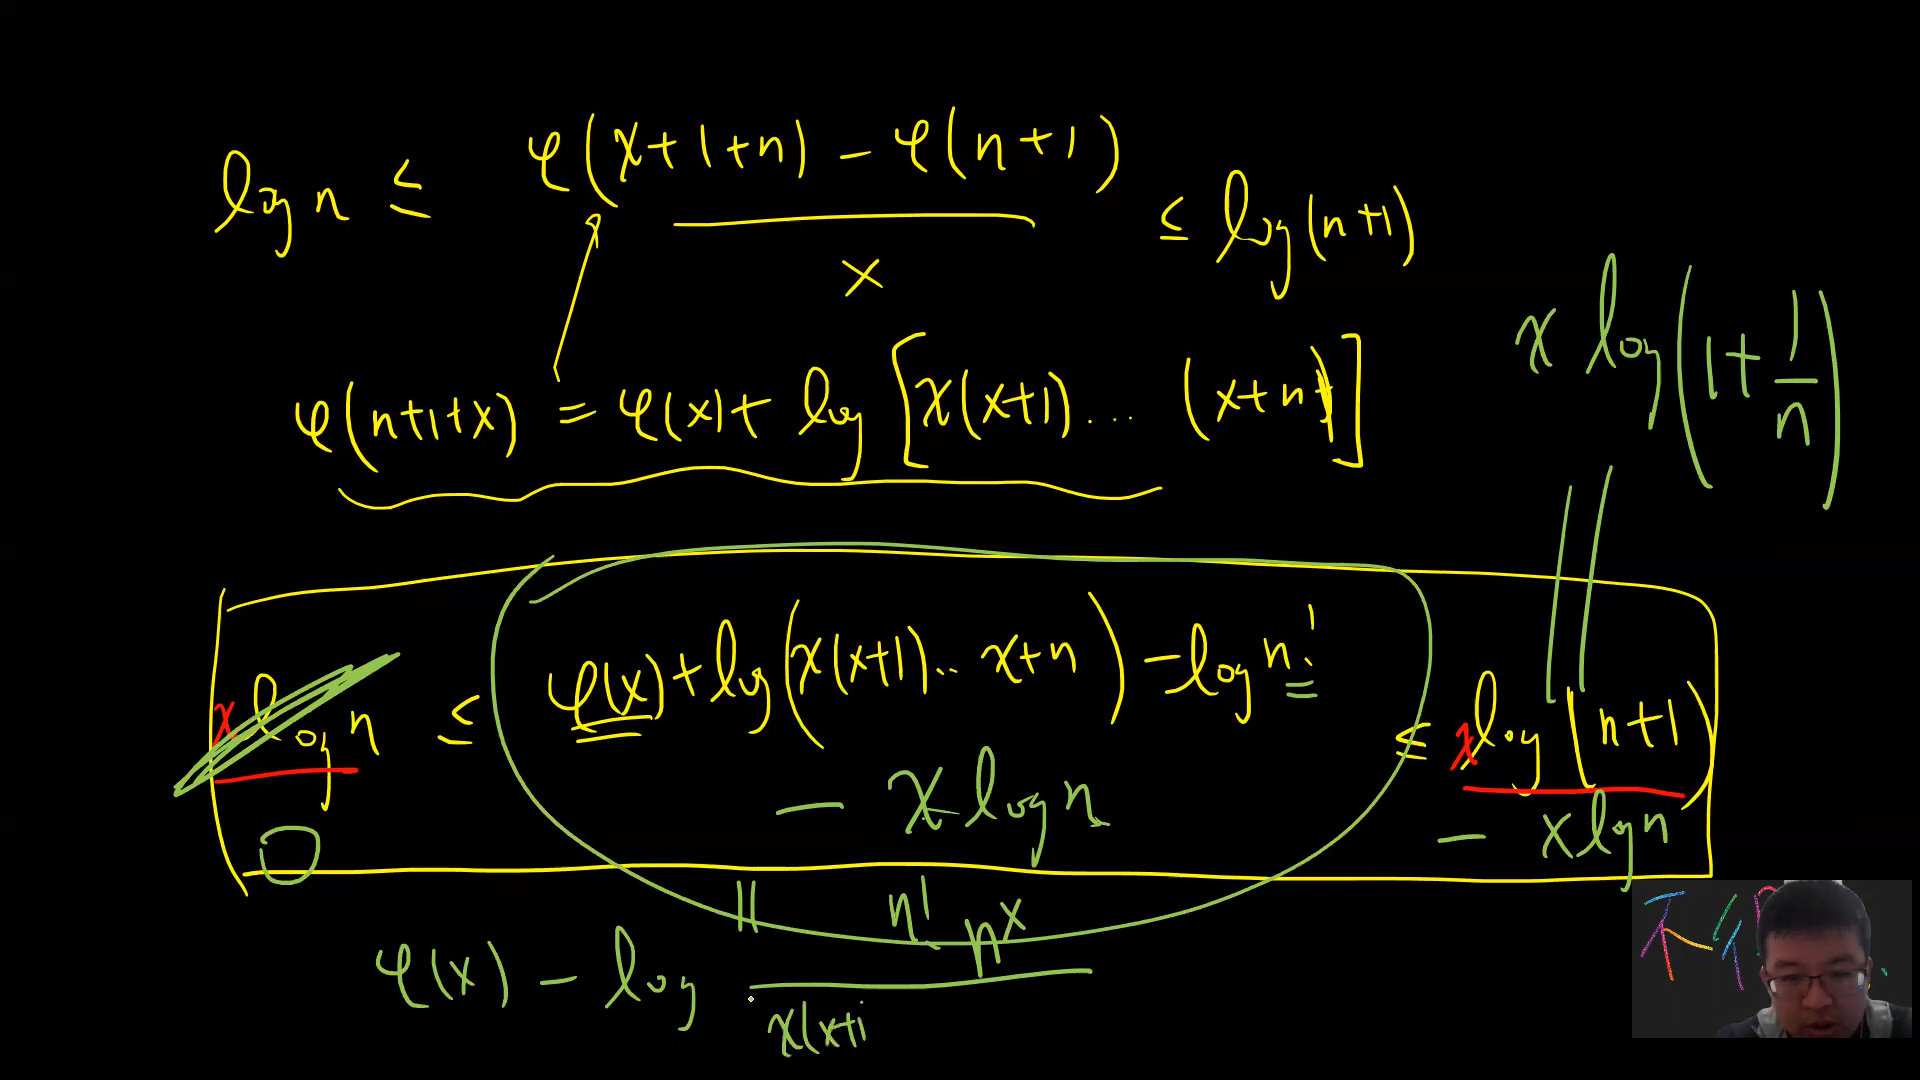 log n ≤ φ(x+1+n) − φ(n+1) / x ≤ log(n+1)
φ(n+1+x) = φ(x) + log [x(x+1)... (x+n)]
x log(1 + 1/n)
x log n ≤ φ(x) + log(x(x+1).. x+n) − log n! ≤ x log(n+1)
0 − x log n − x log n
φ(x) − log n! n^x / x(x+1